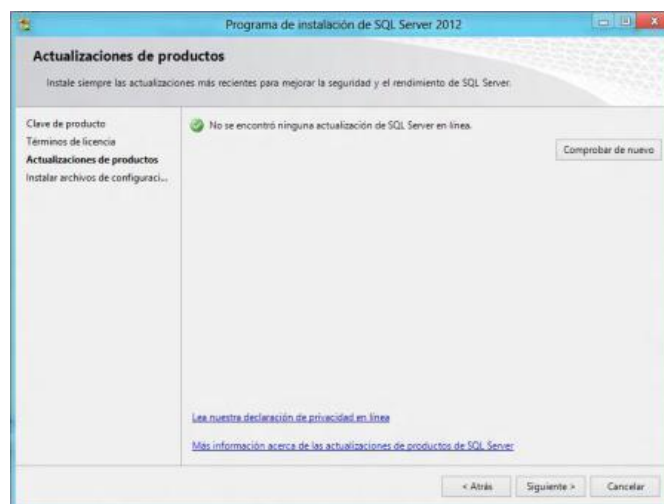 Programa de instalación de SQL Server 2012
Actualizaciones de productos
Instale siempre las actualizaciones más recientes para mejorar la seguridad y el rendimiento de SQL Server.
Clave de producto
Términos de licencia
Actualizaciones de productos
Instalar archivos de configuraci...
No se encontró ninguna actualización de SQL Server en línea.
Comprobar de nuevo
Lea nuestra declaración de privacidad en línea
Más información acerca de las actualizaciones de productos de SQL Server
< Atrás
Siguiente >
Cancelar